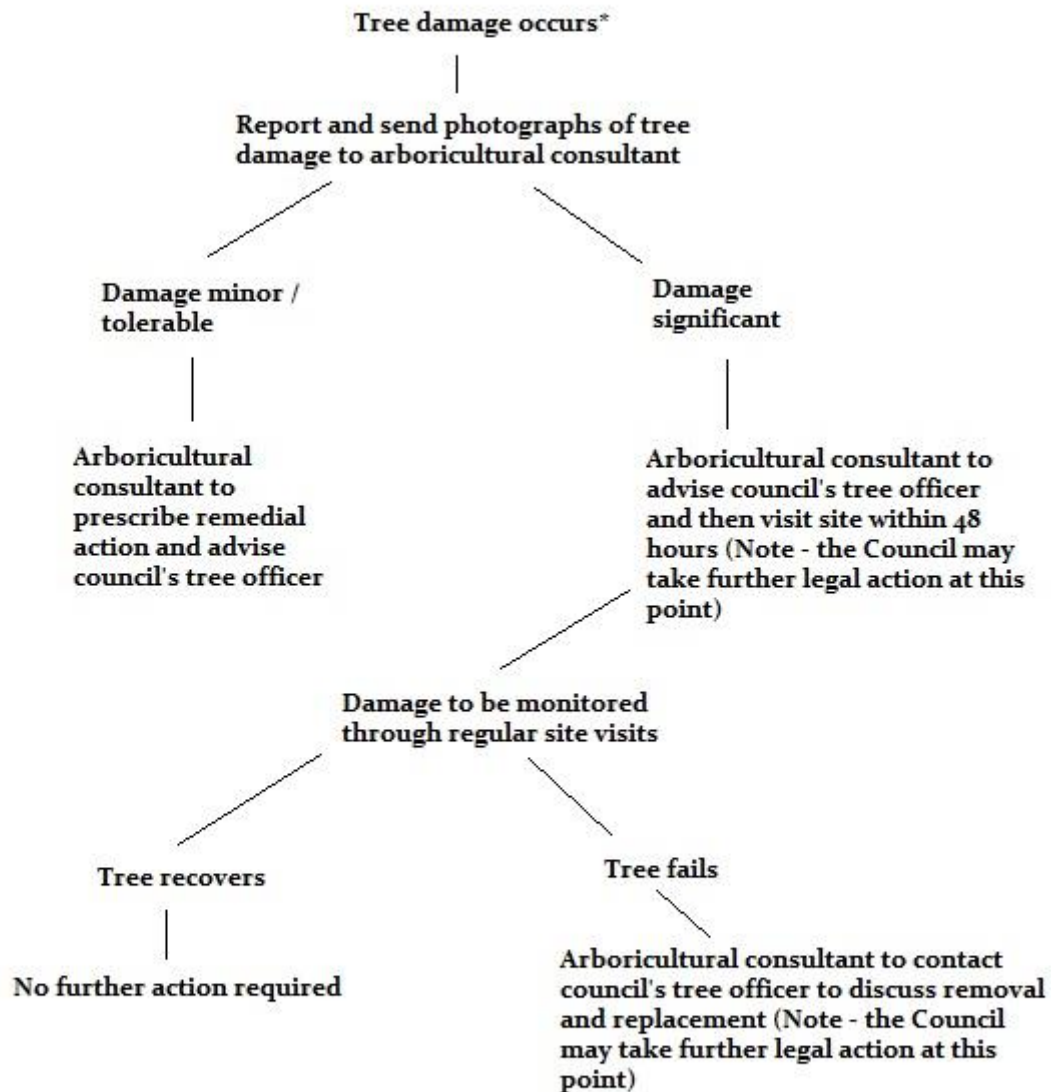 Tree damage occurs*
Report and send photographs of tree
damage to arboricultural consultant
Damage minor /
tolerable
Damage
significant
Arboricultural
consultant to
prescribe remedial
action and advise
council's tree officer
Arboricultural consultant to
advise council's tree officer
and then visit site within 48
hours (Note - the Council may
take further legal action at this
point)
Damage to be monitored
through regular site visits
Tree recovers
Tree fails
No further action required
Arboricultural consultant to contact
council's tree officer to discuss removal
and replacement (Note - the Council
may take further legal action at this
point)